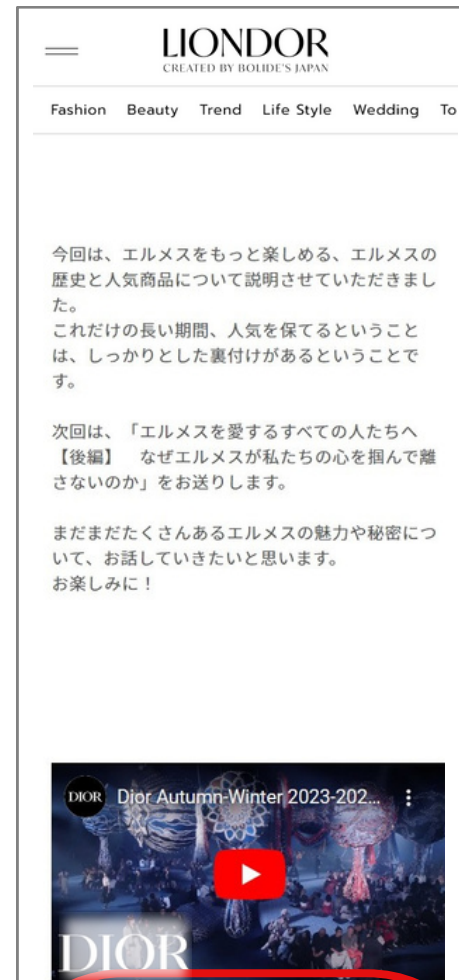 LIONDOR
CREATED BY BOLIDE'S JAPAN
Fashion Beauty Trend Life Style Wedding To
今回は、エルメスをもっと楽しめる、エルメスの
歴史と人気商品について説明させていただきまし
た。
これだけの長い期間、人気を保てるということ
は、しっかりとした裏付けがあるということで
す。
次回は、「エルメスを愛するすべての人たちへ
【後編】　なぜエルメスが私たちの心を掴んで離
さないのか」をお送りします。
まだまだたくさんあるエルメスの魅力や秘密につ
いて、お話していきたいと思います。
お楽しみに！
DIOR Dior Autumn-Winter 2023-202...
DIOR